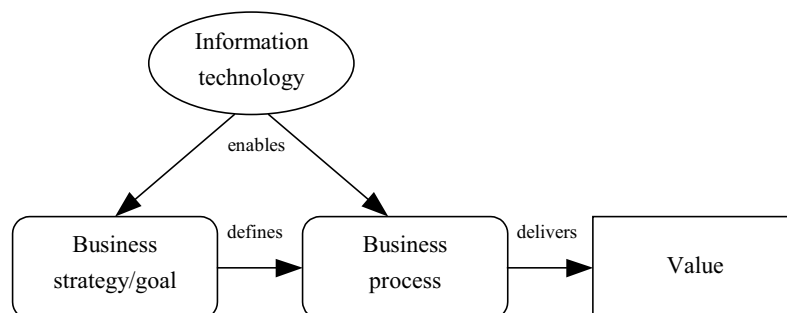 Information
technology
enables
Business
strategy/goal
defines
Business
process
delivers
Value